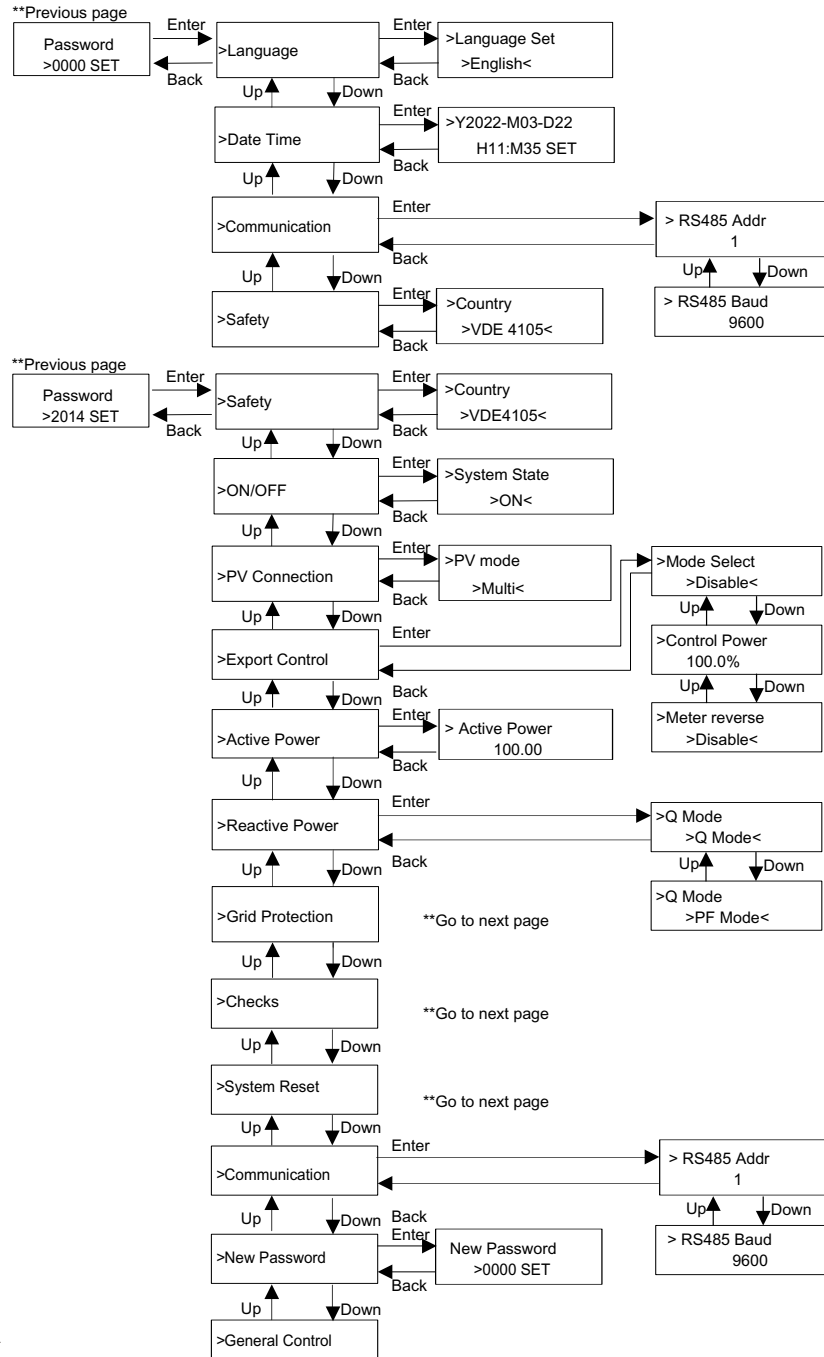 **Previous page
Password
>0000 SET
Enter
Back
>Language
Enter
Back
>Language Set
>English<
Up
Down
>Date Time
Enter
Back
>Y2022-M03-D22
H11:M35 SET
Up
Down
>Communication
Enter
Back
> RS485 Addr
1
Up
Down
> RS485 Baud
9600
Up
Down
>Safety
Enter
Back
>Country
>VDE 4105<
**Previous page
Password
>2014 SET
Enter
Back
>Safety
Enter
Back
>Country
>VDE4105<
Up
Down
>ON/OFF
Enter
Back
>System State
>ON<
Up
Down
>PV Connection
Enter
Back
>PV mode
>Multi<
Up
Down
>Export Control
Enter
Back
>Mode Select
>Disable<
Up
Down
>Control Power
100.0%
Up
Down
>Meter reverse
>Disable<
Up
Down
>Active Power
Enter
Back
> Active Power
100.00
Up
Down
>Reactive Power
Enter
Back
>Q Mode
>Q Mode<
Up
Down
>Q Mode
>PF Mode<
Up
Down
>Grid Protection
**Go to next page
Up
Down
>Checks
**Go to next page
Up
Down
>System Reset
**Go to next page
Up
Down
>Communication
Enter
Back
> RS485 Addr
1
Up
Down
> RS485 Baud
9600
Up
Down
>New Password
Enter
Back
New Password
>0000 SET
Up
Down
>General Control